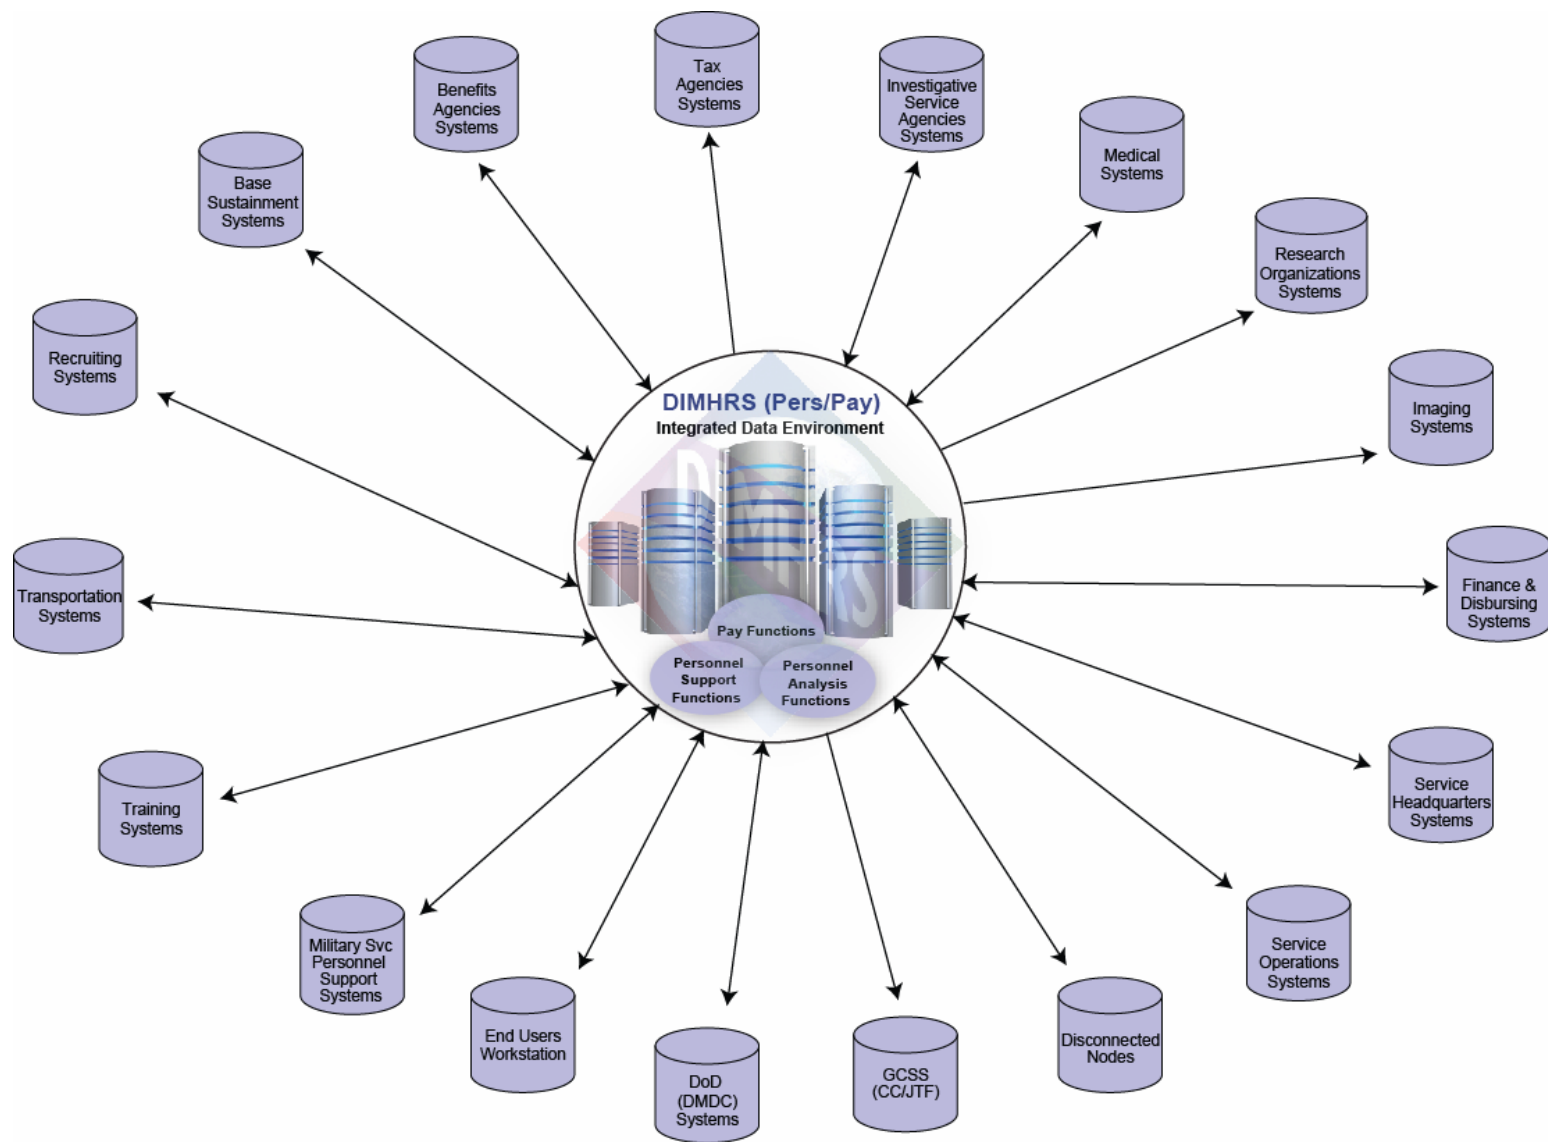 Tax
Agencies
Systems
Benefits
Agencies
Systems
Investigative
Service
Agencies
Systems
Medical
Systems
Base
Sustainment
Systems
Research
Organizations
Systems
Recruiting
Systems
Imaging
Systems
DIMHRS (Pers/Pay)
Integrated Data Environment
DIMHRS
Transportation
Systems
Finance &
Disbursing
Systems
Pay Functions
Personnel
Support
Functions
Personnel
Analysis
Functions
Training
Systems
Service
Headquarters
Systems
Military Svc
Personnel
Support
Systems
Service
Operations
Systems
End Users
Workstation
DoD
(DMDC)
Systems
GCSS
(CC/JTF)
Disconnected
Nodes